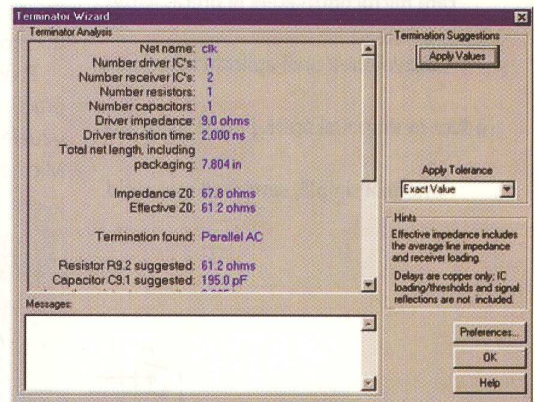 Terminator Wizard
Terminator Analysis
Net name: clk
Number driver IC's: 1
Number receiver IC's: 2
Number resistors: 1
Number capacitors: 1
Driver impedance: 9.0 ohms
Driver transition time: 2.000 ns
Total net length, including
packaging: 7.804 in
Impedance Z0: 67.8 ohms
Effective Z0: 61.2 ohms
Termination found: Parallel AC
Resistor R9.2 suggested: 61.2 ohms
Capacitor C9.1 suggested: 195.0 pF
Messages:
Termination Suggestions
Apply Values
Apply Tolerance
Exact Value
Hints
Effective impedance includes
the average line impedance
and receiver loading.
Delays are copper only; IC
loading/thresholds and signal
reflections are not included.
Preferences...
OK
Help